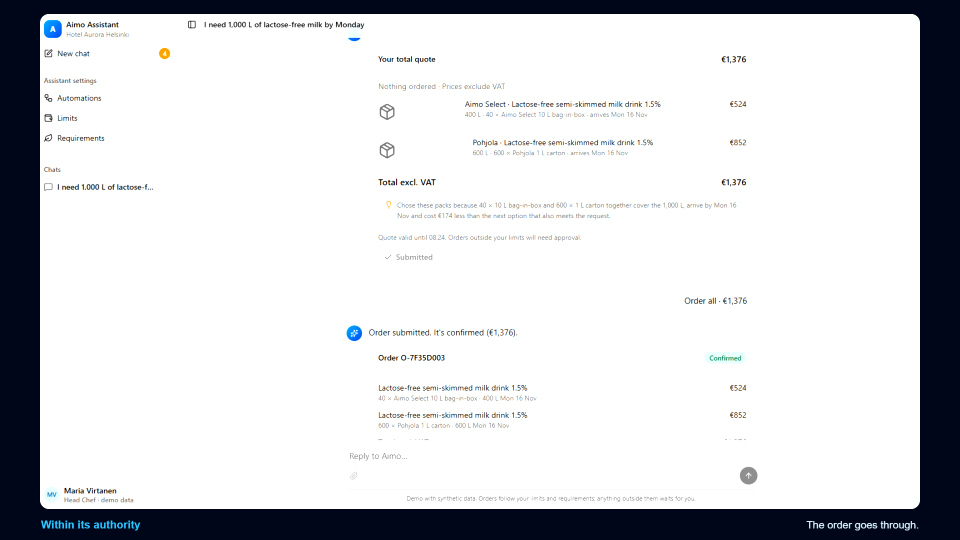 A
Aimo Assistant
Hotel Aurora Helsinki
I need 1,000 L of lactose-free milk by Monday
New chat
4
Assistant settings
Automations
Limits
Requirements
Chats
I need 1,000 L of lactose-f...
Your total quote €1,376
Nothing ordered · Prices exclude VAT
Aimo Select · Lactose-free semi-skimmed milk drink 1.5% €524
400 L · 40 × Aimo Select 10 L bag-in-box · arrives Mon 16 Nov
Pohjola · Lactose-free semi-skimmed milk drink 1.5% €852
600 L · 600 × Pohjola 1 L carton · arrives Mon 16 Nov
Total excl. VAT €1,376
Chose these packs because 40 × 10 L bag-in-box and 600 × 1 L carton together cover the 1,000 L, arrive by Mon 16
Nov and cost €174 less than the next option that also meets the request.
Quote valid until 08.24. Orders outside your limits will need approval.
Submitted
Order all · €1,376
Order submitted. It's confirmed (€1,376).
Order O-7F35D003 Confirmed
Lactose-free semi-skimmed milk drink 1.5% €524
40 × Aimo Select 10 L bag-in-box · 400 L Mon 16 Nov
Lactose-free semi-skimmed milk drink 1.5% €852
600 × Pohjola 1 L carton · 600 L Mon 16 Nov
Reply to Aimo...
Demo with synthetic data. Orders follow your limits and requirements; anything outside them waits for you.
MV
Maria Virtanen
Head Chef · demo data
Within its authority
The order goes through.